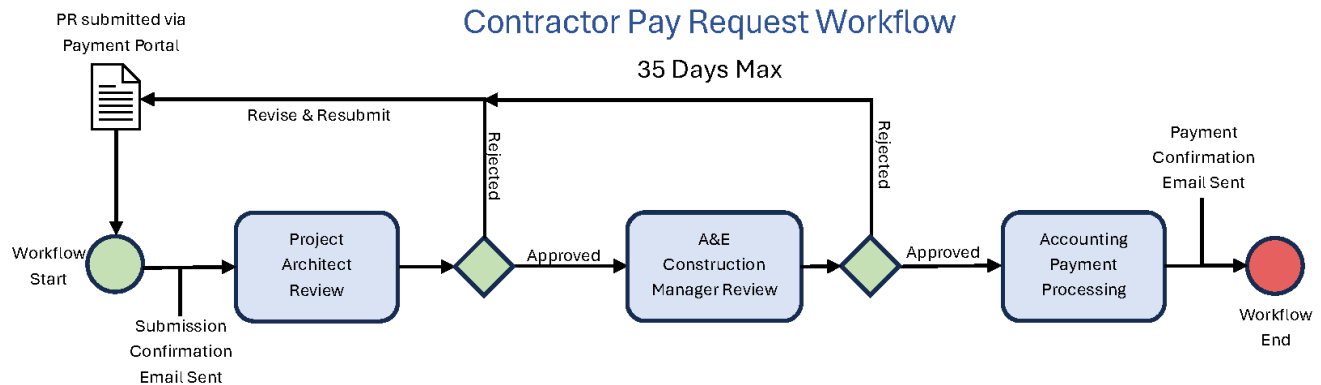 Contractor Pay Request Workflow
35 Days Max
PR submitted via
Payment Portal
Revise & Resubmit
Rejected
Rejected
Payment
Confirmation
Email Sent
Workflow
Start
Project
Architect
Review
Approved
A&E
Construction
Manager Review
Approved
Accounting
Payment
Processing
Workflow
End
Submission
Confirmation
Email Sent